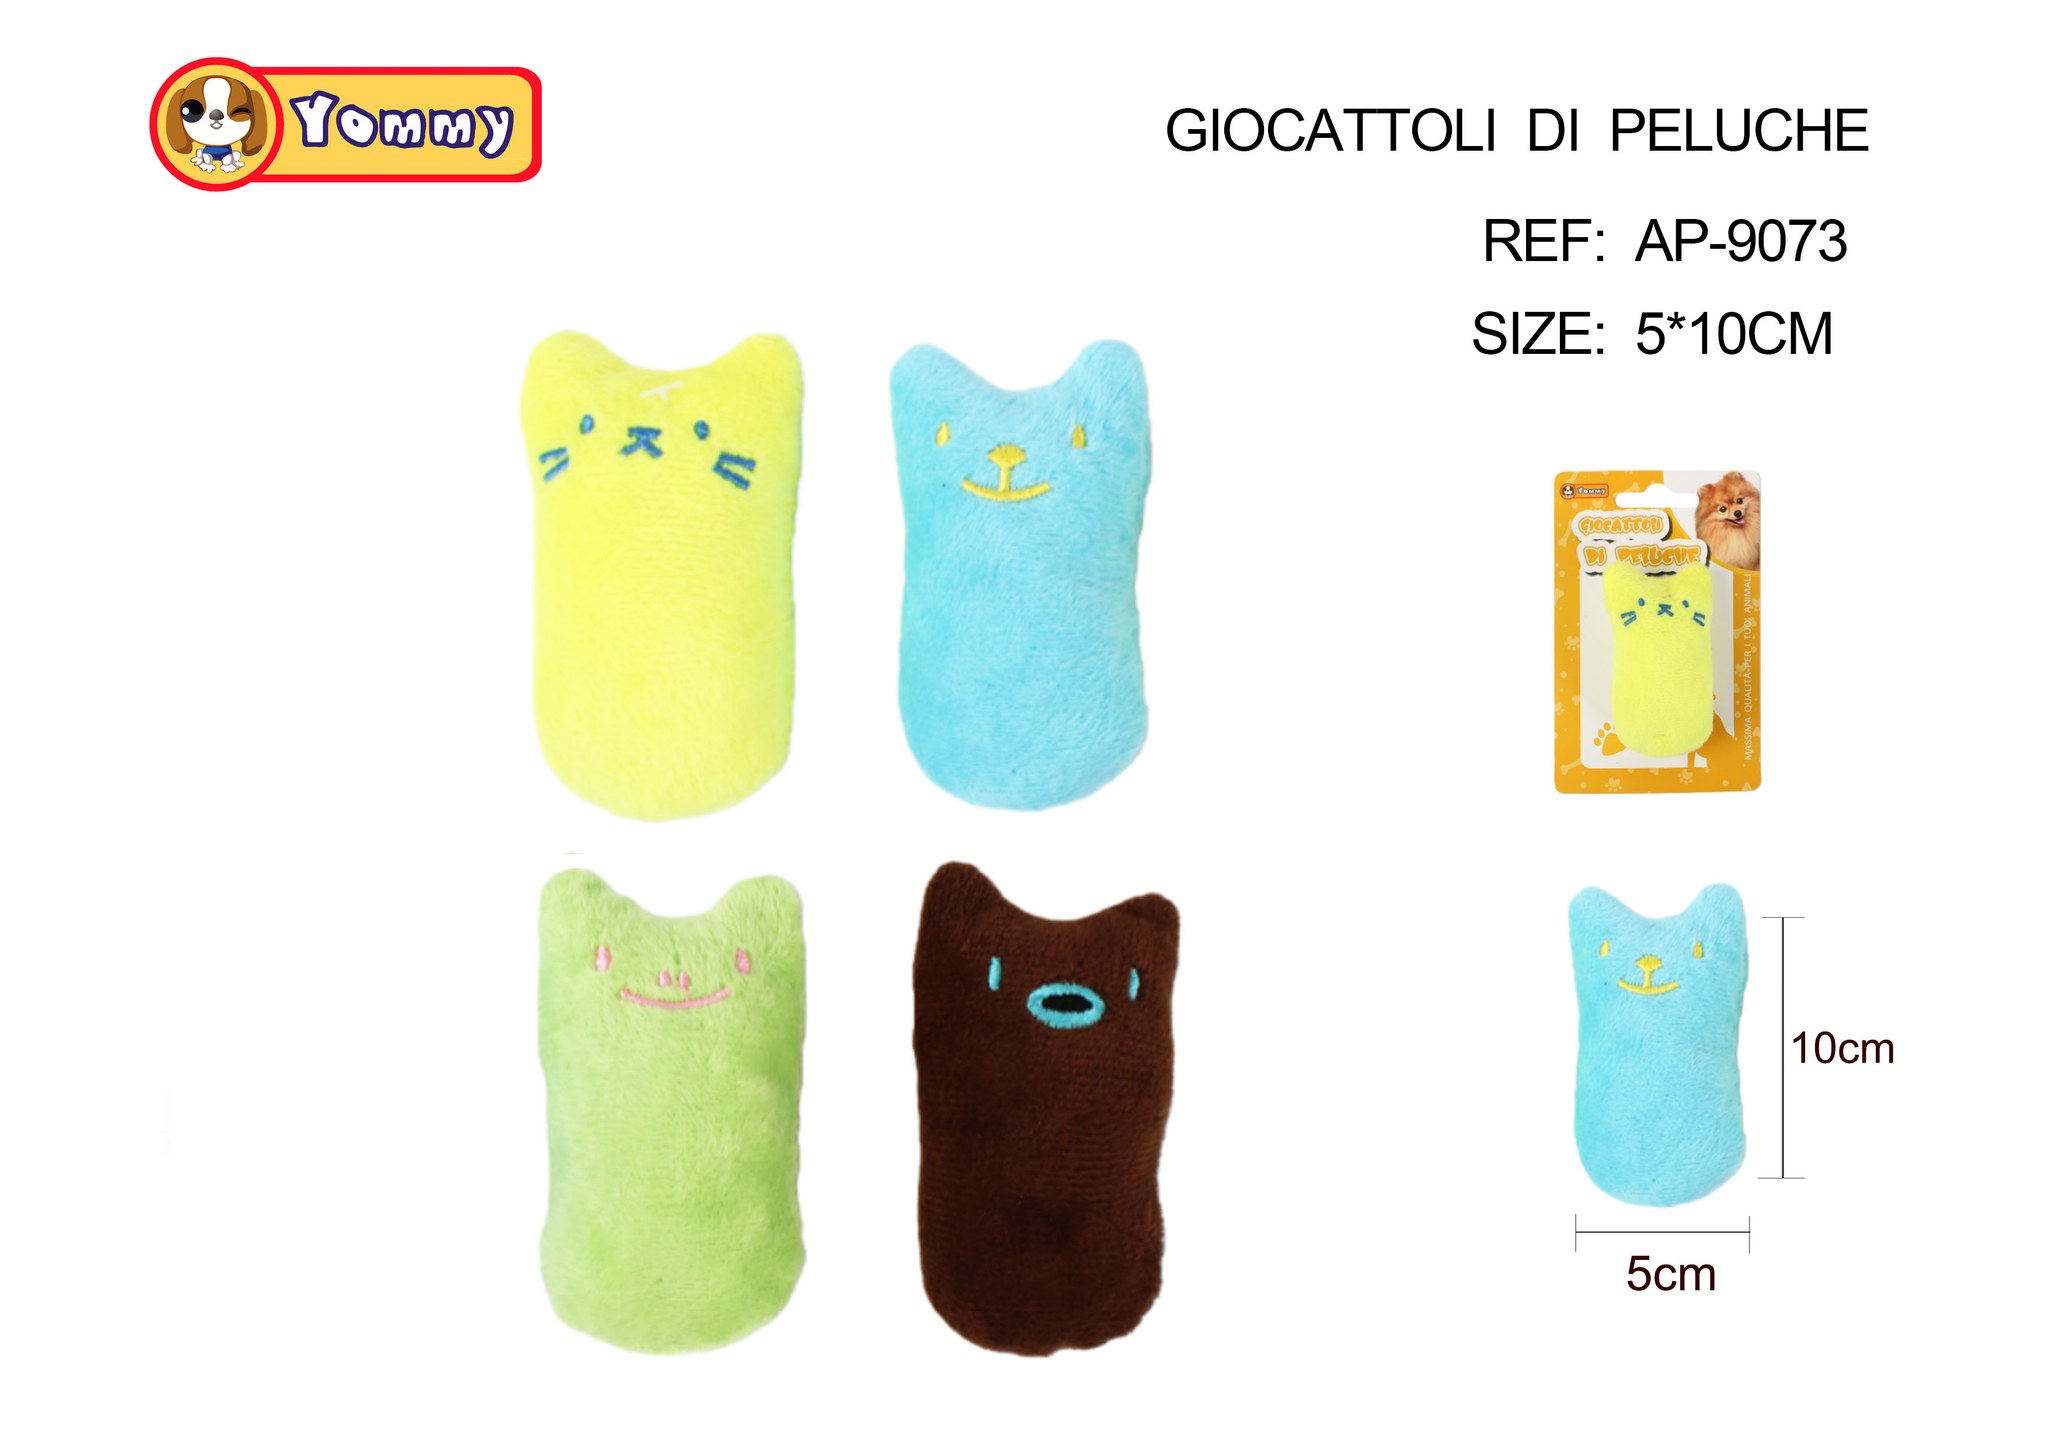 Yommy
GIOCATTOLI DI PELUCHE
REF: AP-9073
SIZE: 5*10CM
Yommy
GIOCATTOLI
DI PELUCHE
MASSIMA QUALITÀ PER I TUOI ANIMALI
10cm
5cm